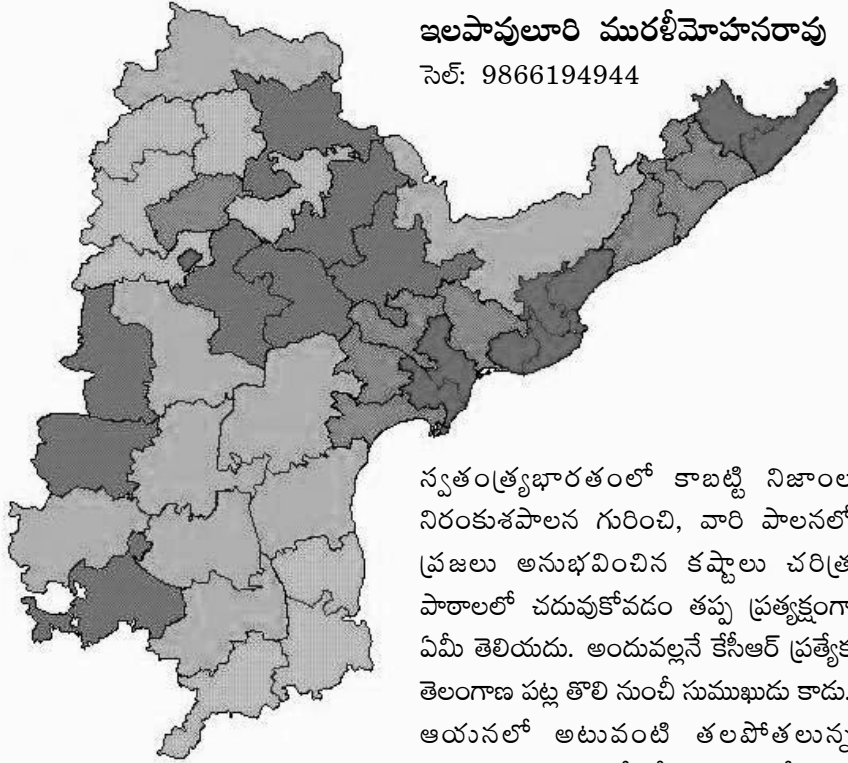 ఇలపావులూరి మురళీమోహనరావు
సెల్: 9866194944
న్వతంత్ర్యభారతంలో కాబట్టి నిజాంల
నిరంకుశపాలన గురించి, వారి పాలనలో
ప్రజలు అనుభవించిన కష్టాలు చరిత్ర
పాఠాలలో చదువుకోవడం తప్ప ప్రత్యక్షంగా
ఏమీ తెలియదు. అందువల్లనే కేసీఆర్ ప్రత్యేక
తెలంగాణ పట్ల తొలి నుంచీ సుముఖుడు కాదు.
ఆయనలో అటువంటి తలపోతలున్న